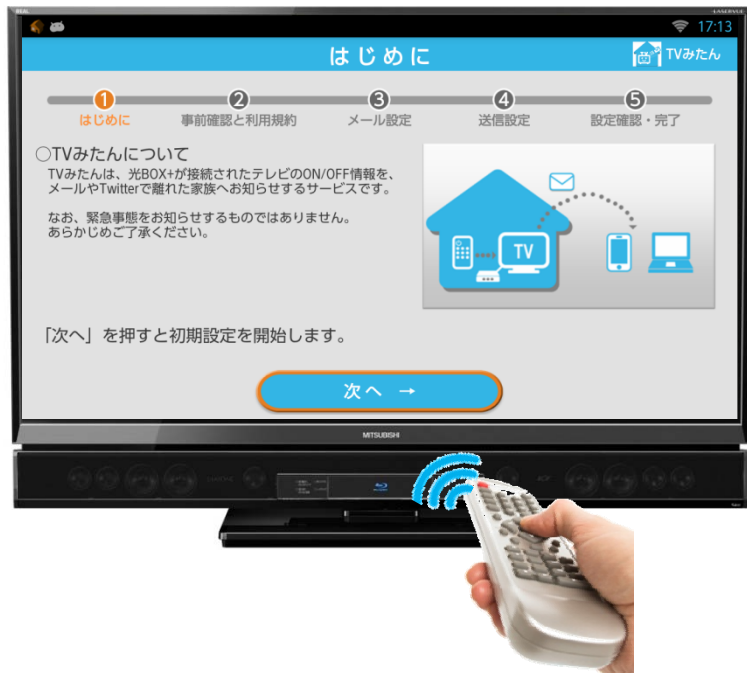 REAL
LASERVUE
17:13
はじめに
TVみたん
1 2 3 4 5
はじめに 事前確認と利用規約 メール設定 送信設定 設定確認・完了
○TVみたんについて
TVみたんは、光BOX+が接続されたテレビのON/OFF情報を、
メールやTwitterで離れた家族へお知らせするサービスです。
なお、緊急事態をお知らせするものではありません。
あらかじめご了承ください。
TV
「次へ」を押すと初期設定を開始します。
次へ →
MITSUBISHI